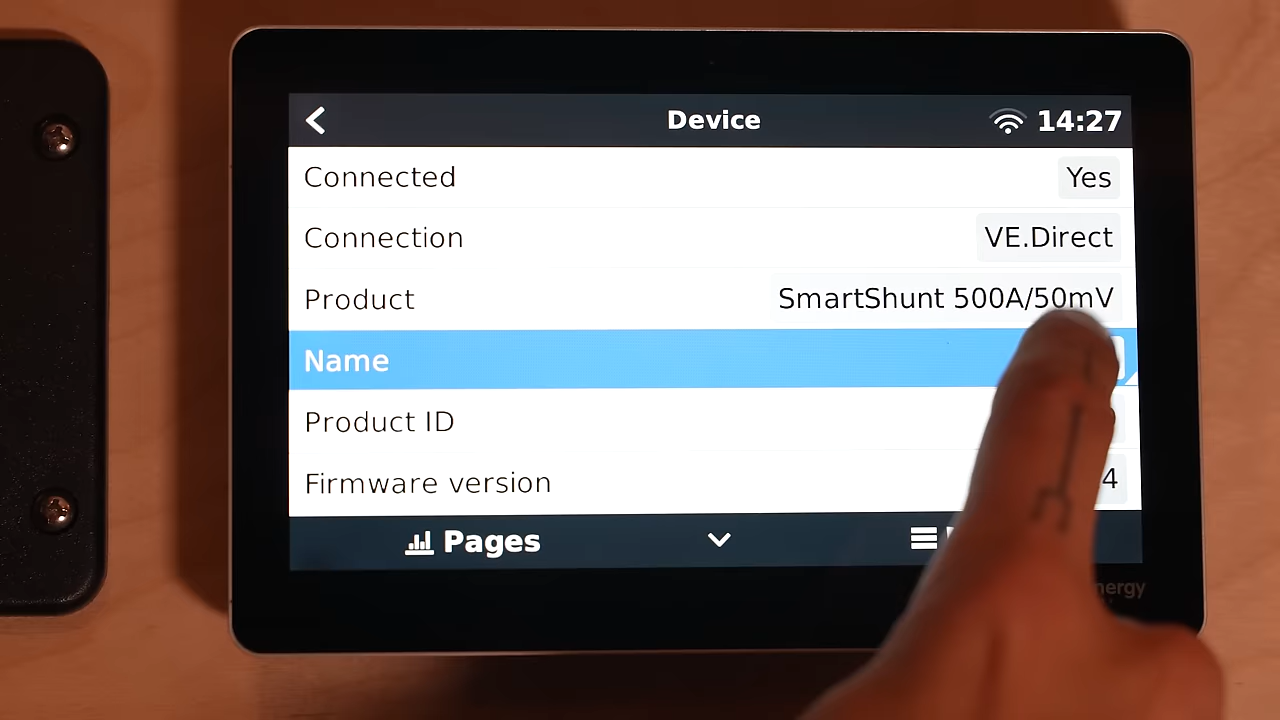 Device 14:27
Connected Yes
Connection VE.Direct
Product SmartShunt 500A/50mV
Name
Product ID
Firmware version 4
Pages
nergy